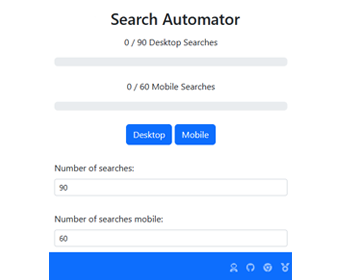 Search Automator
0 / 90 Desktop Searches
0 / 60 Mobile Searches
Desktop Mobile
Number of searches:
90
Number of searches mobile:
60